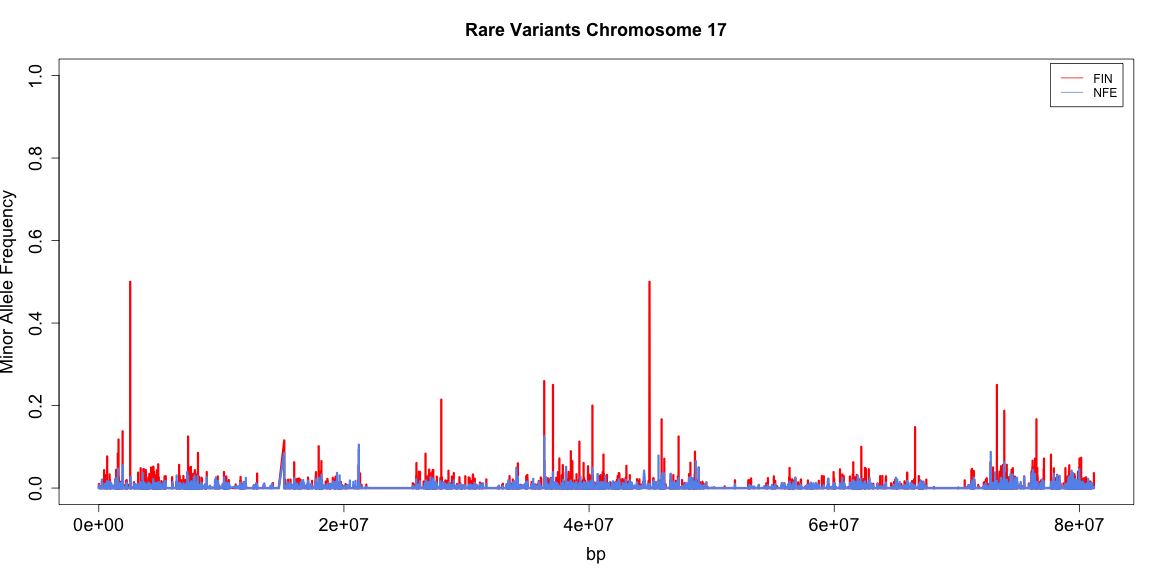 Rare Variants Chromosome 17
FIN
NFE
Minor Allele Frequency
1.0
0.8
0.6
0.4
0.2
0.0
0e+00
2e+07
4e+07
6e+07
8e+07
bp